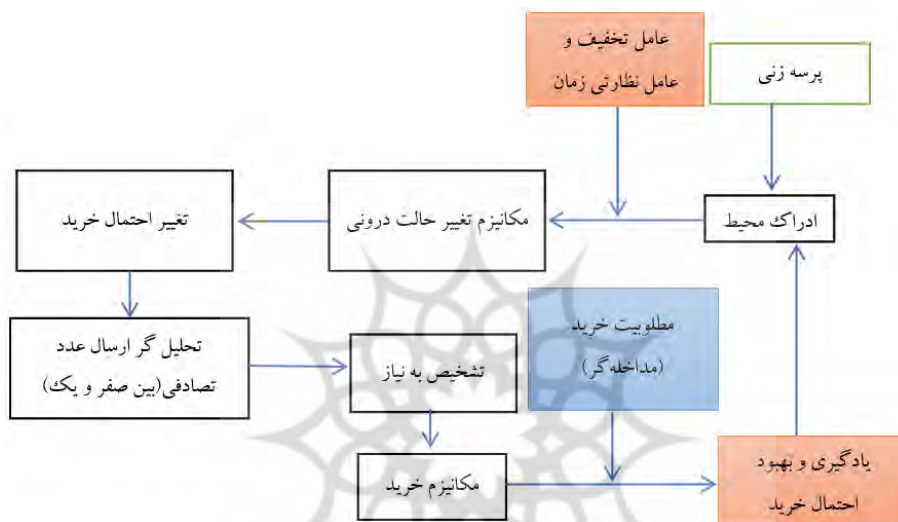 عامل تخفیف و
عامل نظارتی زمان
پرسه زنی
ادراک محیط
مکانیزم تغییر حالت درونی
تغییر احتمال خرید
تحلیل گر ارسال عدد
تصادفی(بین صفر و یک)
تشخیص به نیاز
مطلوبیت خرید
(مداخله‌گر)
مکانیزم خرید
یادگیری و بهبود
احتمال خرید